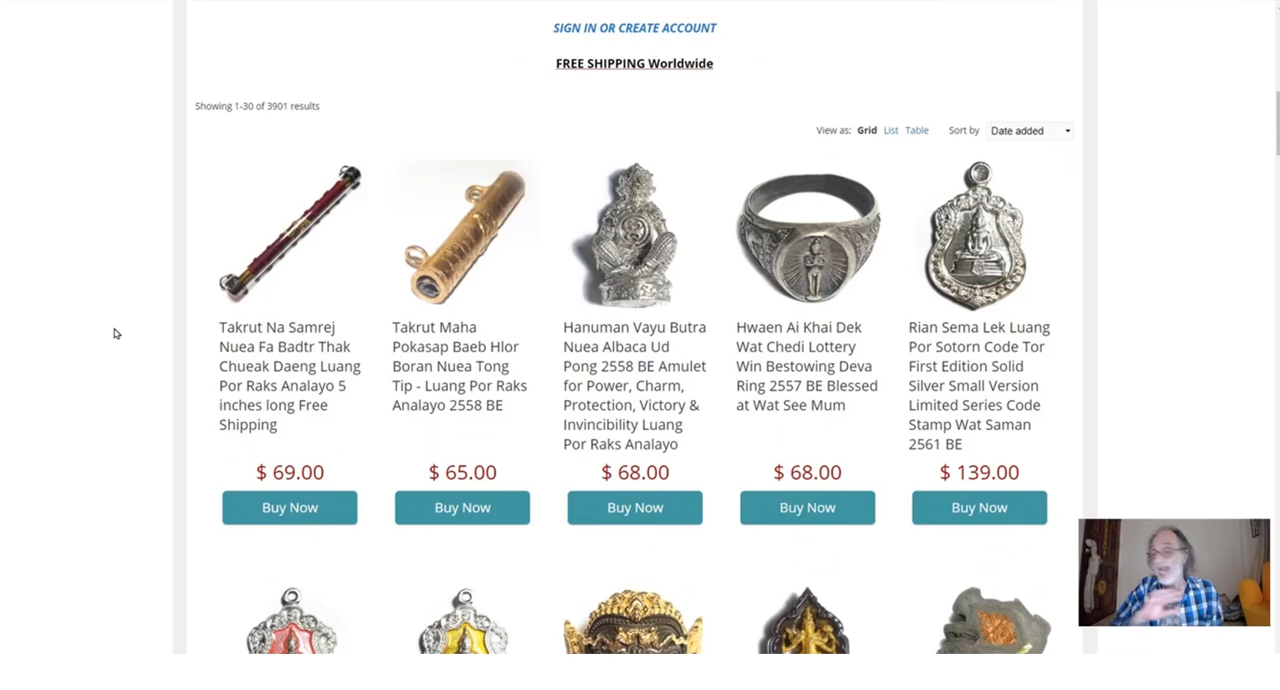 SIGN IN OR CREATE ACCOUNT
FREE SHIPPING Worldwide
Showing 1-30 of 3901 results
View as: Grid List Table Sort by Date added
Takrut Na Samrej
Nuea Fa Badtr Thak
Chueak Daeng Luang
Por Raks Analayo 5
inches long Free
Shipping
$ 69.00
Buy Now
Takrut Maha
Pokasap Baeb Hlor
Boran Nuea Tong
Tip - Luang Por Raks
Analayo 2558 BE
$ 65.00
Buy Now
Hanuman Vayu Butra
Nuea Albaca Ud
Pong 2558 BE Amulet
for Power, Charm,
Protection, Victory &
Invincibility Luang
Por Raks Analayo
$ 68.00
Buy Now
Hwaen Ai Khai Dek
Wat Chedi Lottery
Win Bestowing Deva
Ring 2557 BE Blessed
at Wat See Mum
$ 68.00
Buy Now
Rian Sema Lek Luang
Por Sotorn Code Tor
First Edition Solid
Silver Small Version
Limited Series Code
Stamp Wat Saman
2561 BE
$ 139.00
Buy Now